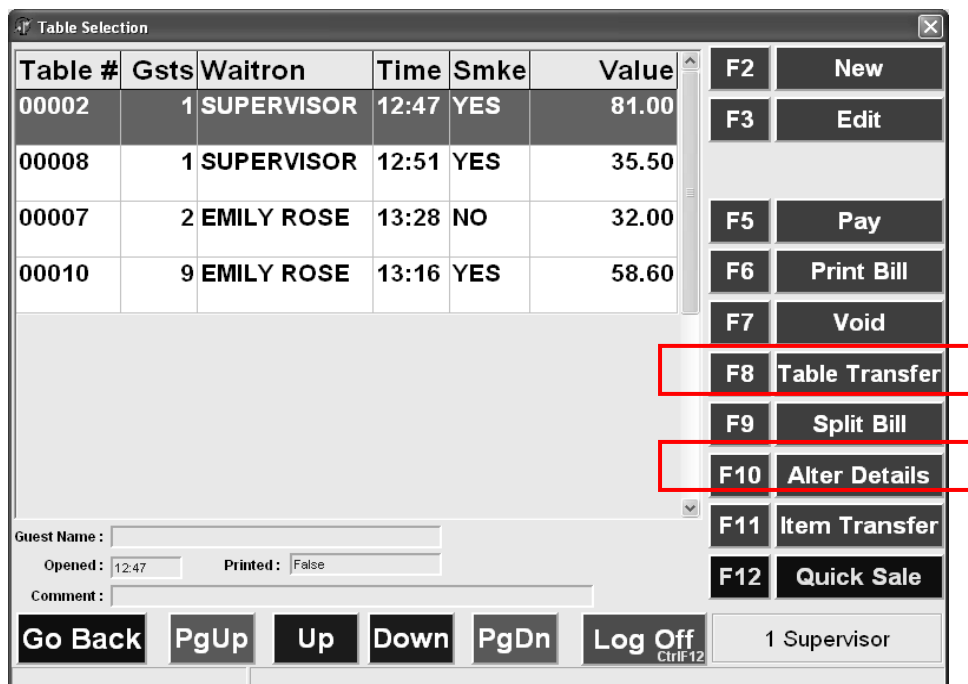 Table Selection
Table # Gsts Waitron Time Smke Value
00002 1 SUPERVISOR 12:47 YES 81.00
00008 1 SUPERVISOR 12:51 YES 35.50
00007 2 EMILY ROSE 13:28 NO 32.00
00010 9 EMILY ROSE 13:16 YES 58.60
F2 New
F3 Edit
F5 Pay
F6 Print Bill
F7 Void
F8 Table Transfer
F9 Split Bill
F10 Alter Details
F11 Item Transfer
F12 Quick Sale
Guest Name :
Opened : 12:47 Printed : False
Comment :
Go Back PgUp Up Down PgDn Log Off CtrlF12 1 Supervisor